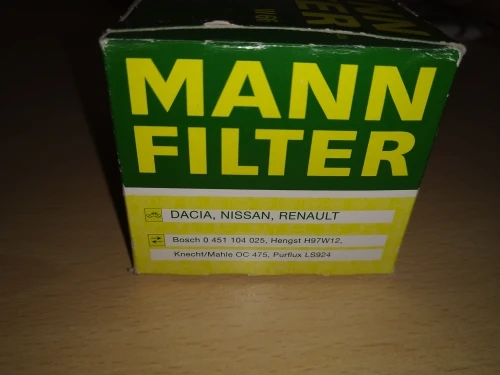 MANN
FILTER
DACIA, NISSAN, RENAULT
Bosch 0 451 104 025, Hengst H97W12,
Knecht/Mahle OC 475, Purflux LS924